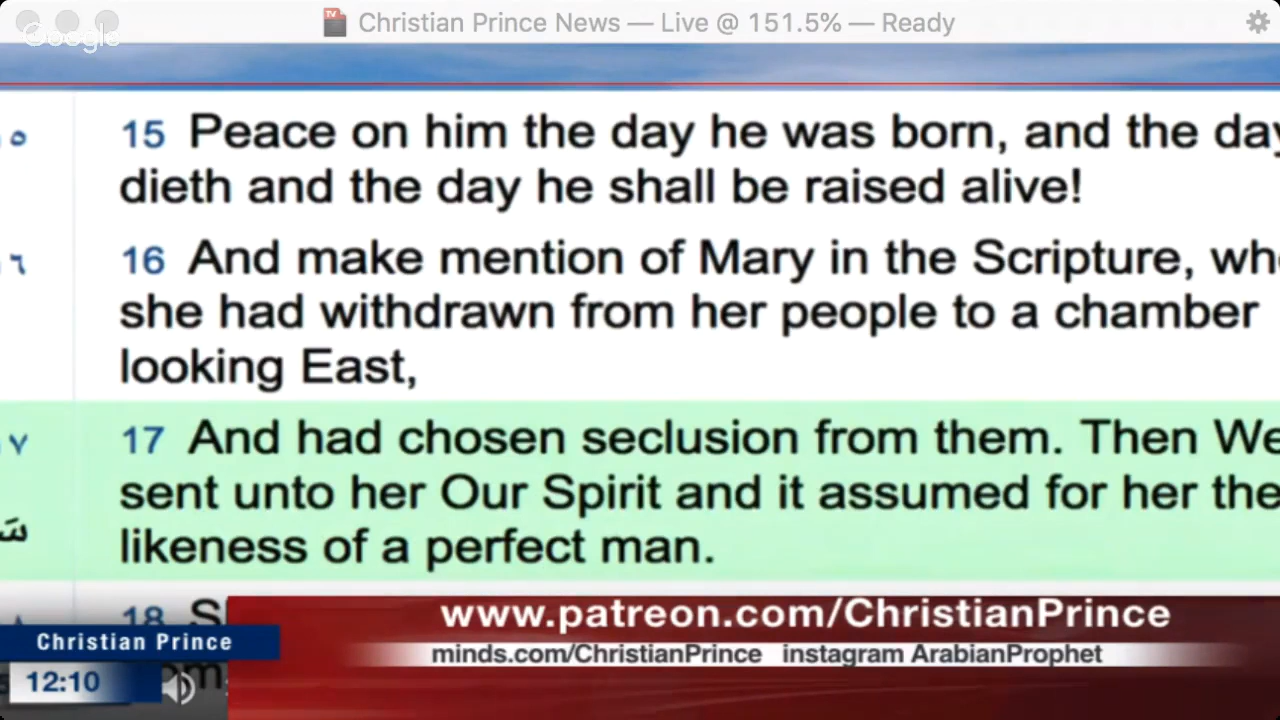 Christian Prince News — Live @ 151.5% — Ready
Google
15 Peace on him the day he was born, and the day
dieth and the day he shall be raised alive!
16 And make mention of Mary in the Scripture,
she had withdrawn from her people to a chamber
looking East,
17 And had chosen seclusion from them. Then We
sent unto her Our Spirit and it assumed for her the
likeness of a perfect man.
18
www.patreon.com/ChristianPrince
Christian Prince
minds.com/ChristianPrince instagram ArabianProphet
12:10